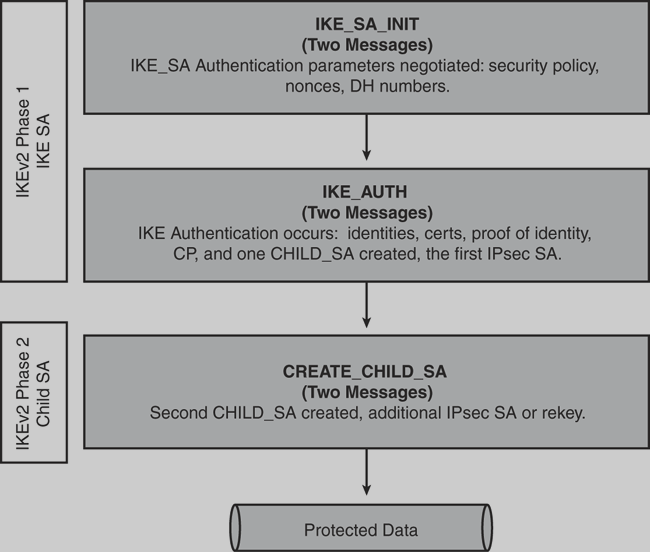 IKEv2 Phase 1
IKE SA
IKE_SA_INIT
(Two Messages)
IKE_SA Authentication parameters negotiated: security policy,
nonces, DH numbers.
IKE_AUTH
(Two Messages)
IKE Authentication occurs: identities, certs, proof of identity,
CP, and one CHILD_SA created, the first IPsec SA.
IKEv2 Phase 2
Child SA
CREATE_CHILD_SA
(Two Messages)
Second CHILD_SA created, additional IPsec SA or rekey.
Protected Data